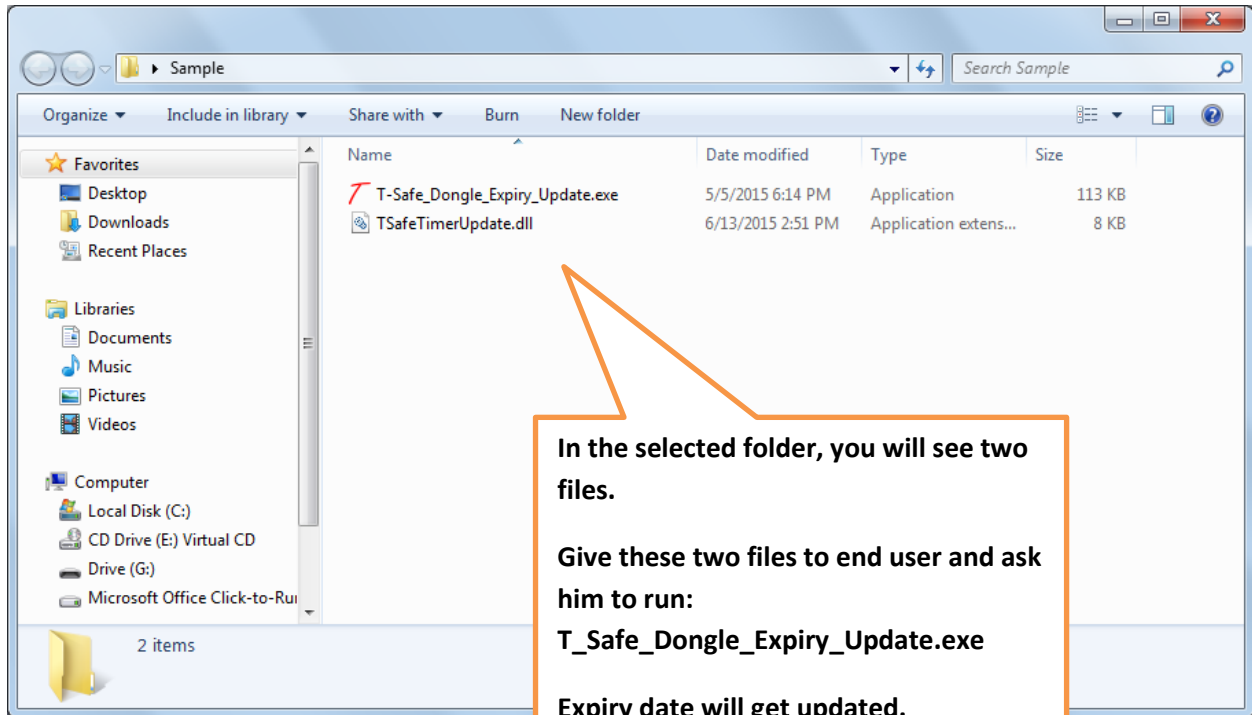 Sample
Search Sample
Organize
Include in library
Share with
Burn
New folder
Favorites
Desktop
Downloads
Recent Places
Libraries
Documents
Music
Pictures
Videos
Computer
Local Disk (C:)
CD Drive (E:) Virtual CD
Drive (G:)
Microsoft Office Click-to-Ru
Name Date modified Type Size
T-Safe_Dongle_Expiry_Update.exe 5/5/2015 6:14 PM Application 113 KB
TSafeTimerUpdate.dll 6/13/2015 2:51 PM Application extens... 8 KB
In the selected folder, you will see two
files.
Give these two files to end user and ask
him to run:
T_Safe_Dongle_Expiry_Update.exe
Expiry date will get updated.
2 items